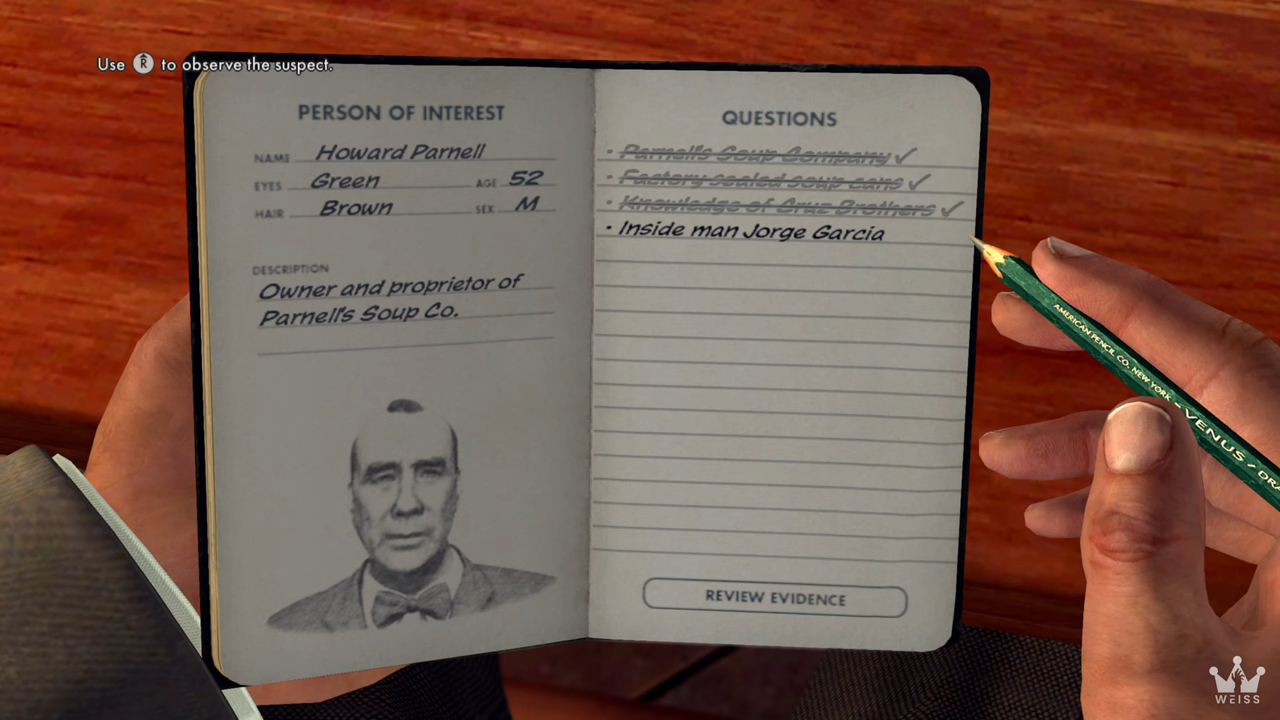 Use R to observe the suspect.
PERSON OF INTEREST
NAME Howard Parnell
EYES Green AGE 52
HAIR Brown SEX M
DESCRIPTION
Owner and proprietor of
Parnell's Soup Co.
QUESTIONS
• Parnell's Soup Company ✓
• Factory sealed soup cans ✓
• Knowledge of Cruz Brothers ✓
• Inside man Jorge Garcia
REVIEW EVIDENCE
AMERICAN PENCIL CO. NEW YORK - VENUS / DRA
WEISS